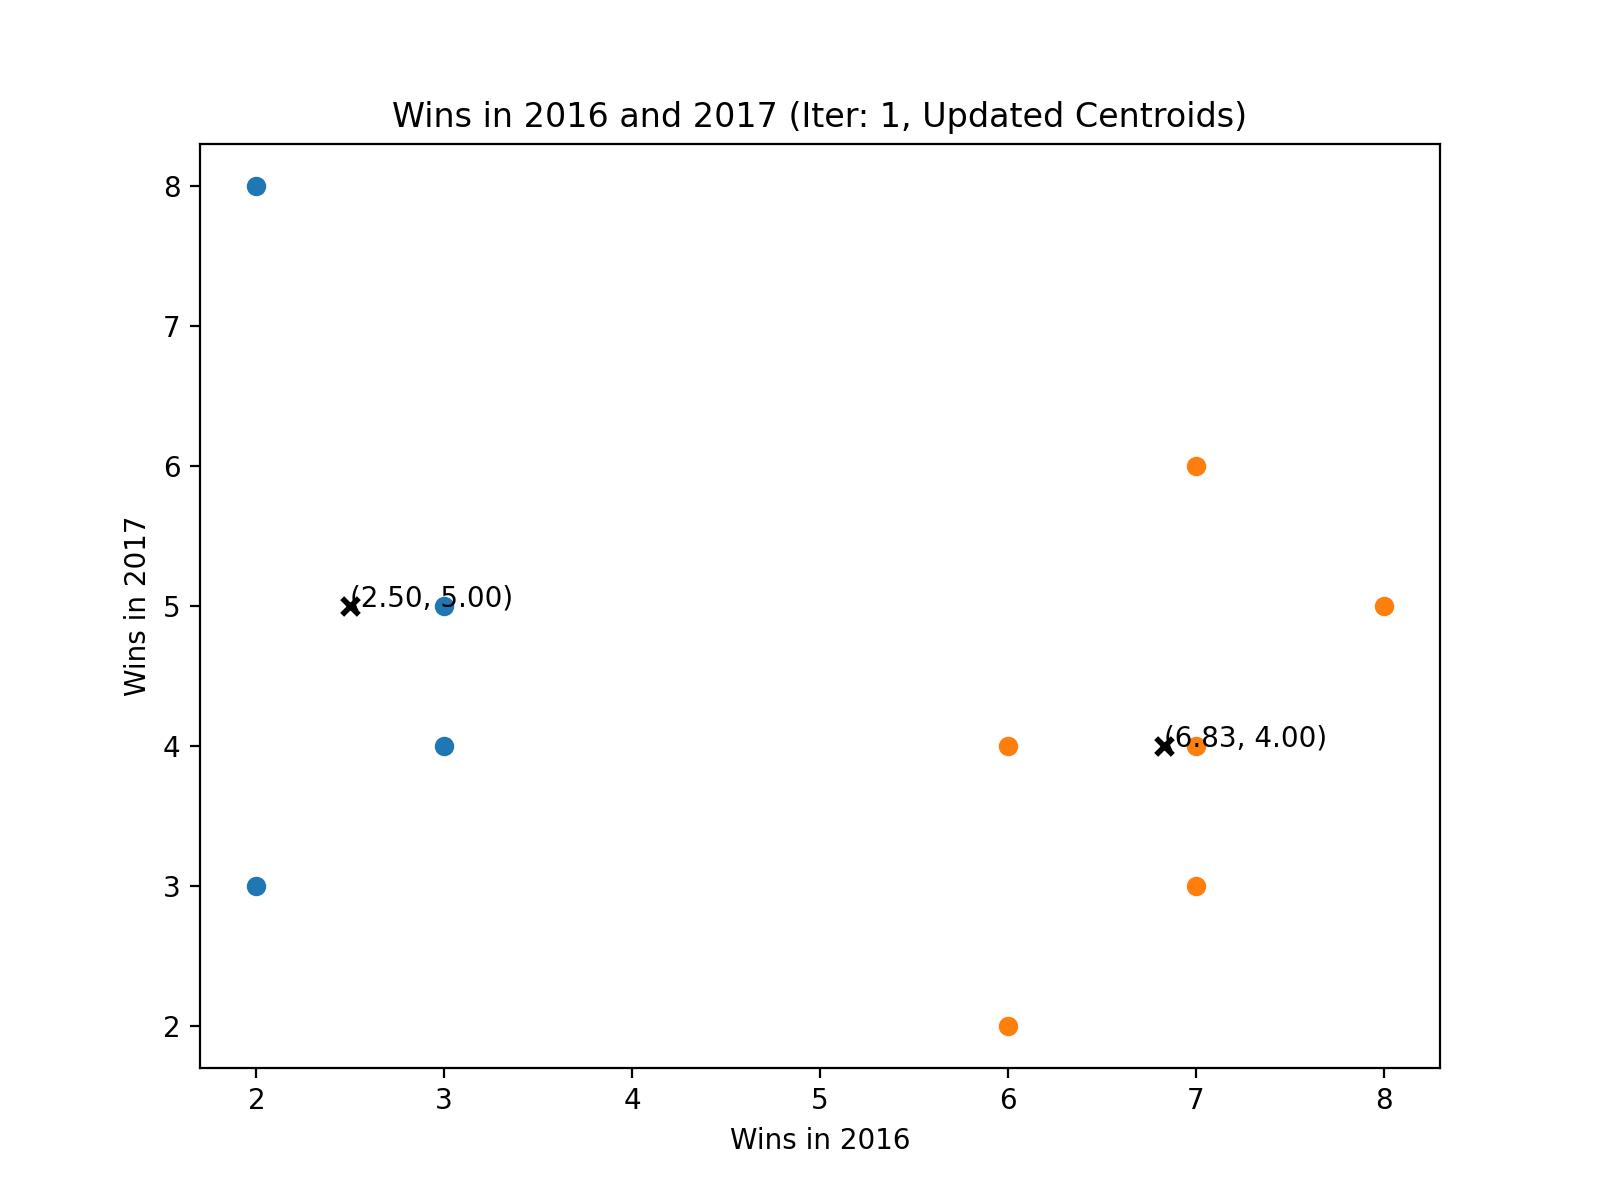 Wins in 2016 and 2017 (Iter: 1, Updated Centroids)
8
7
6
5
4
3
2
Wins in 2017
(2.50, 5.00)
(6.83, 4.00)
2 3 4 5 6 7 8
Wins in 2016